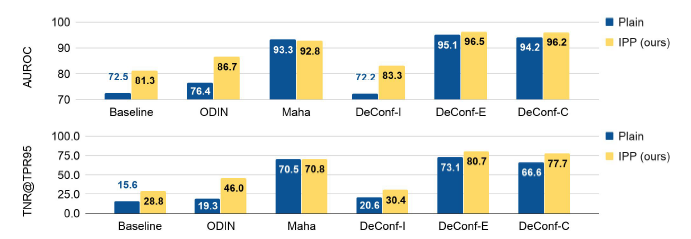 100
90
80
70
AUROC
72.5
81.3
76.4
86.7
93.3
92.8
72.2
83.3
95.1
96.5
94.2
96.2
Baseline
ODIN
Maha
DeConf-I
DeConf-E
DeConf-C
Plain
IPP (ours)
100.0
75.0
50.0
25.0
0.0
TNR@TPR95
15.6
28.8
19.3
46.0
70.5
70.8
20.6
30.4
73.1
80.7
66.6
77.7
Baseline
ODIN
Maha
DeConf-I
DeConf-E
DeConf-C
Plain
IPP (ours)